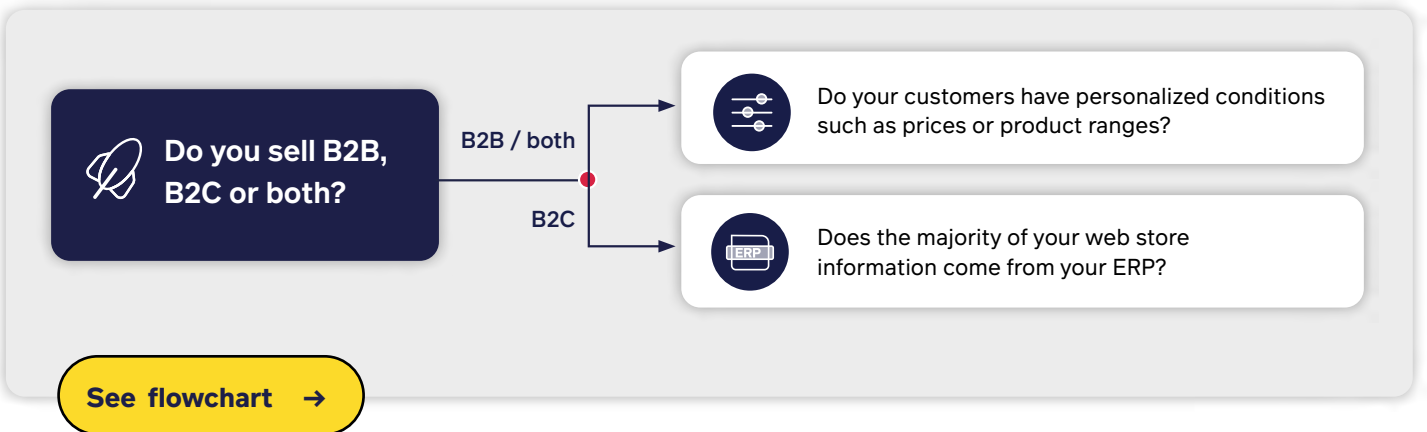 Do you sell B2B,
B2C or both?
B2B / both
B2C
Do your customers have personalized conditions
such as prices or product ranges?
ERP
Does the majority of your web store
information come from your ERP?
See flowchart →